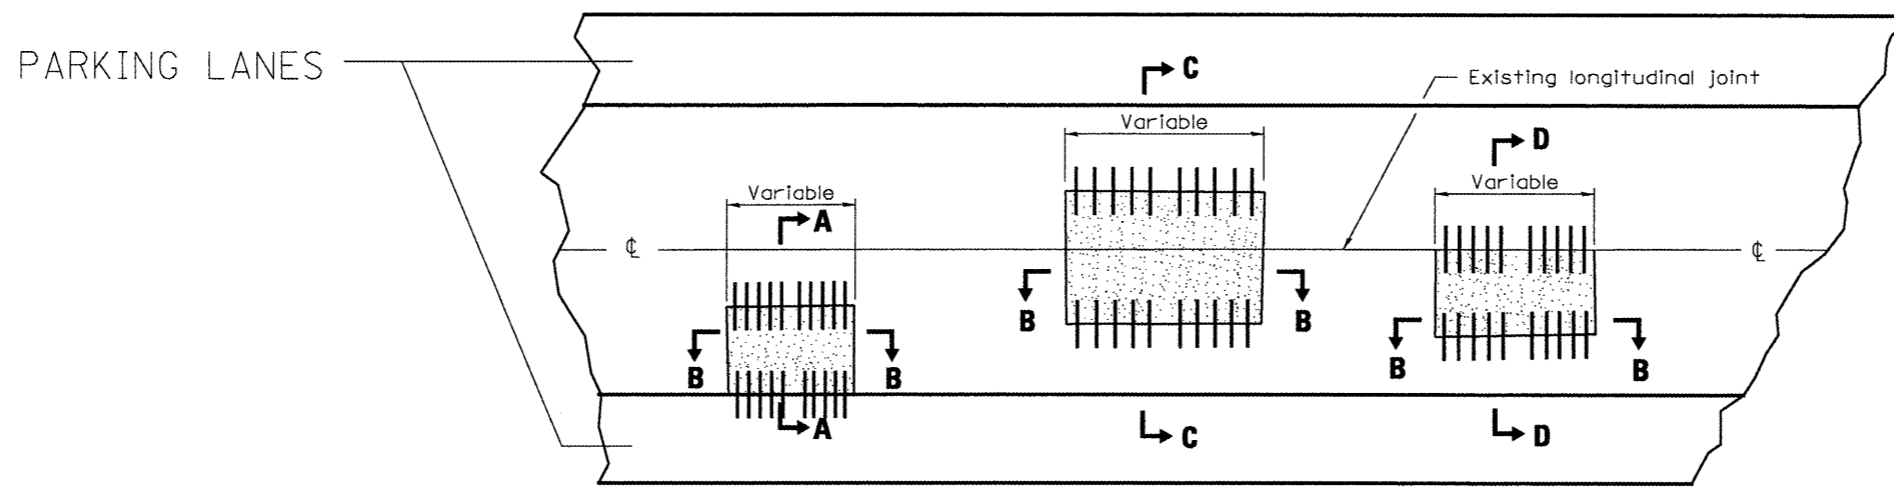 PARKING LANES
C
Existing longitudinal joint
Variable
D
Variable
Variable
A
℄
℄
B
B
B
B
B
B
A
C
D